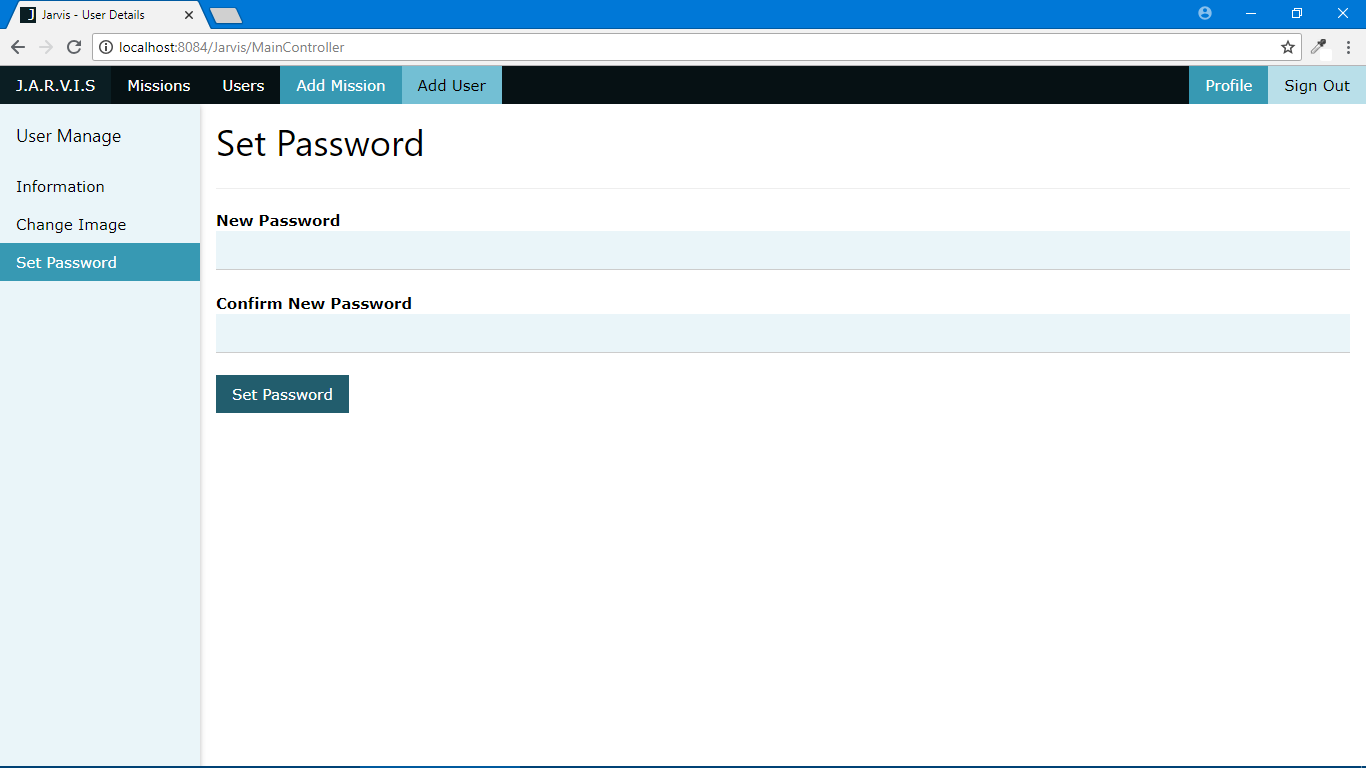 Jarvis - User Details
localhost:8084/Jarvis/MainController
J.A.R.V.I.S Missions Users Add Mission Add User Profile Sign Out
User Manage
Information
Change Image
Set Password
Set Password
New Password
Confirm New Password
Set Password